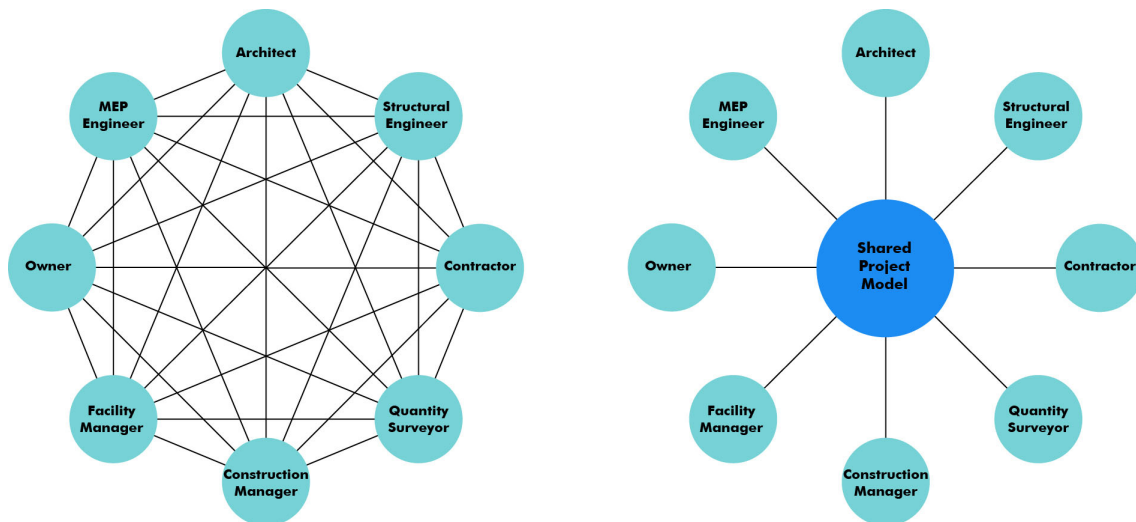 Architect
MEP
Engineer
Structural
Engineer
Owner
Contractor
Facility
Manager
Quantity
Surveyor
Construction
Manager
Architect
MEP
Engineer
Structural
Engineer
Owner
Shared
Project
Model
Contractor
Facility
Manager
Quantity
Surveyor
Construction
Manager